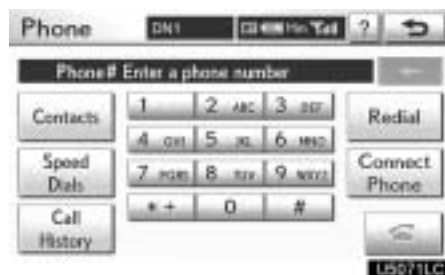 Phone DN1 ?
Phone# Enter a phone number
Contacts 1 2 ABC 3 DEF Redial
4 GHI 5 JKL 6 MNO
Speed Dials 7 PQRS 8 TUV 9 WXYZ Connect Phone
* + 0 #
Call History
US071LC